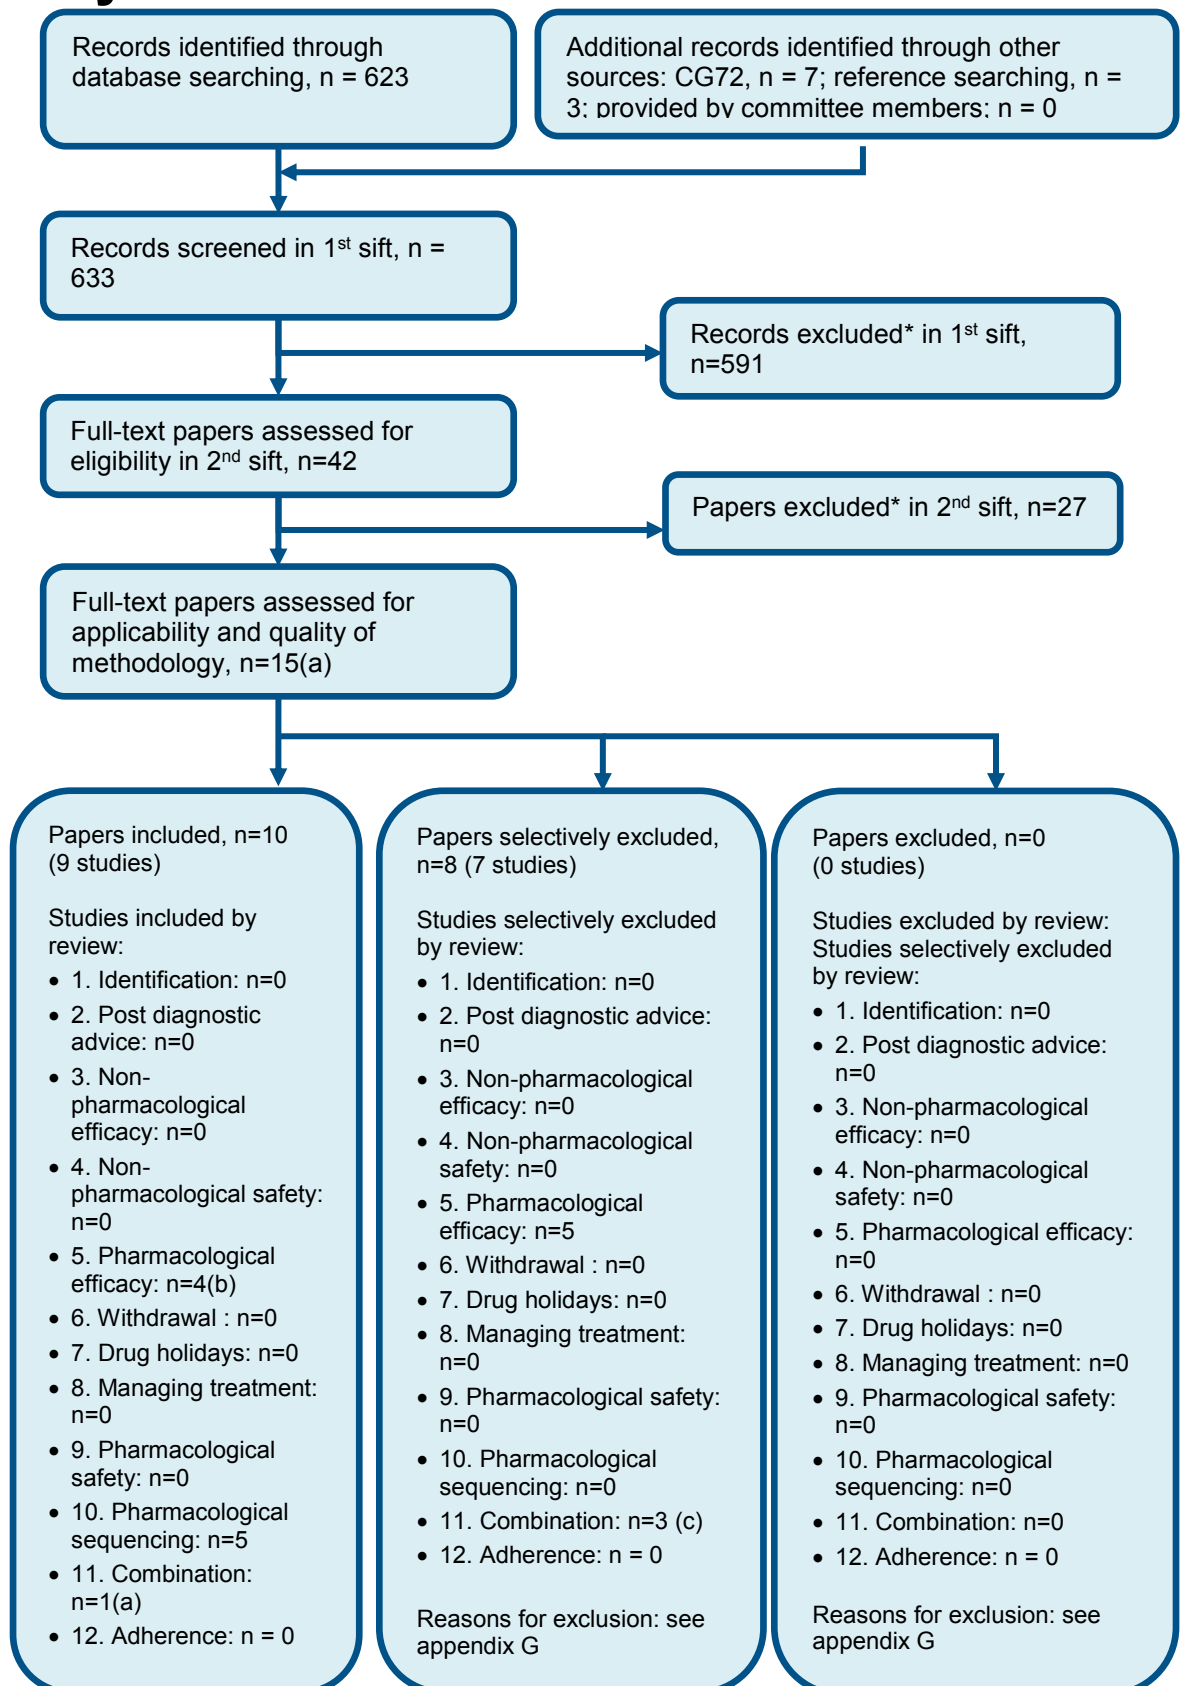 Records identified through
database searching, n = 623
Additional records identified through other
sources: CG72, n = 7; reference searching, n =
3; provided by committee members; n = 0
Records screened in 1st sift, n =
633
Records excluded* in 1st sift,
n=591
Full-text papers assessed for
eligibility in 2nd sift, n=42
Papers excluded* in 2nd sift, n=27
Full-text papers assessed for
applicability and quality of
methodology, n=15(a)
Papers included, n=10
(9 studies)
Studies included by
review:
• 1. Identification: n=0
• 2. Post diagnostic
advice: n=0
• 3. Non-
pharmacological
efficacy: n=0
• 4. Non-
pharmacological safety:
n=0
• 5. Pharmacological
efficacy: n=4(b)
• 6. Withdrawal : n=0
• 7. Drug holidays: n=0
• 8. Managing treatment:
n=0
• 9. Pharmacological
safety: n=0
• 10. Pharmacological
sequencing: n=5
• 11. Combination:
n=1(a)
• 12. Adherence: n = 0
Papers selectively excluded,
n=8 (7 studies)
Studies selectively excluded
by review:
• 1. Identification: n=0
• 2. Post diagnostic advice:
n=0
• 3. Non-pharmacological
efficacy: n=0
• 4. Non-pharmacological
safety: n=0
• 5. Pharmacological
efficacy: n=5
• 6. Withdrawal : n=0
• 7. Drug holidays: n=0
• 8. Managing treatment:
n=0
• 9. Pharmacological safety:
n=0
• 10. Pharmacological
sequencing: n=0
• 11. Combination: n=3 (c)
• 12. Adherence: n = 0
Reasons for exclusion: see
appendix G
Papers excluded, n=0
(0 studies)
Studies excluded by review:
Studies selectively excluded
by review:
• 1. Identification: n=0
• 2. Post diagnostic advice:
n=0
• 3. Non-pharmacological
efficacy: n=0
• 4. Non-pharmacological
safety: n=0
• 5. Pharmacological efficacy:
n=0
• 6. Withdrawal : n=0
• 7. Drug holidays: n=0
• 8. Managing treatment: n=0
• 9. Pharmacological safety:
n=0
• 10. Pharmacological
sequencing: n=0
• 11. Combination: n=0
• 12. Adherence: n = 0
Reasons for exclusion: see
appendix G